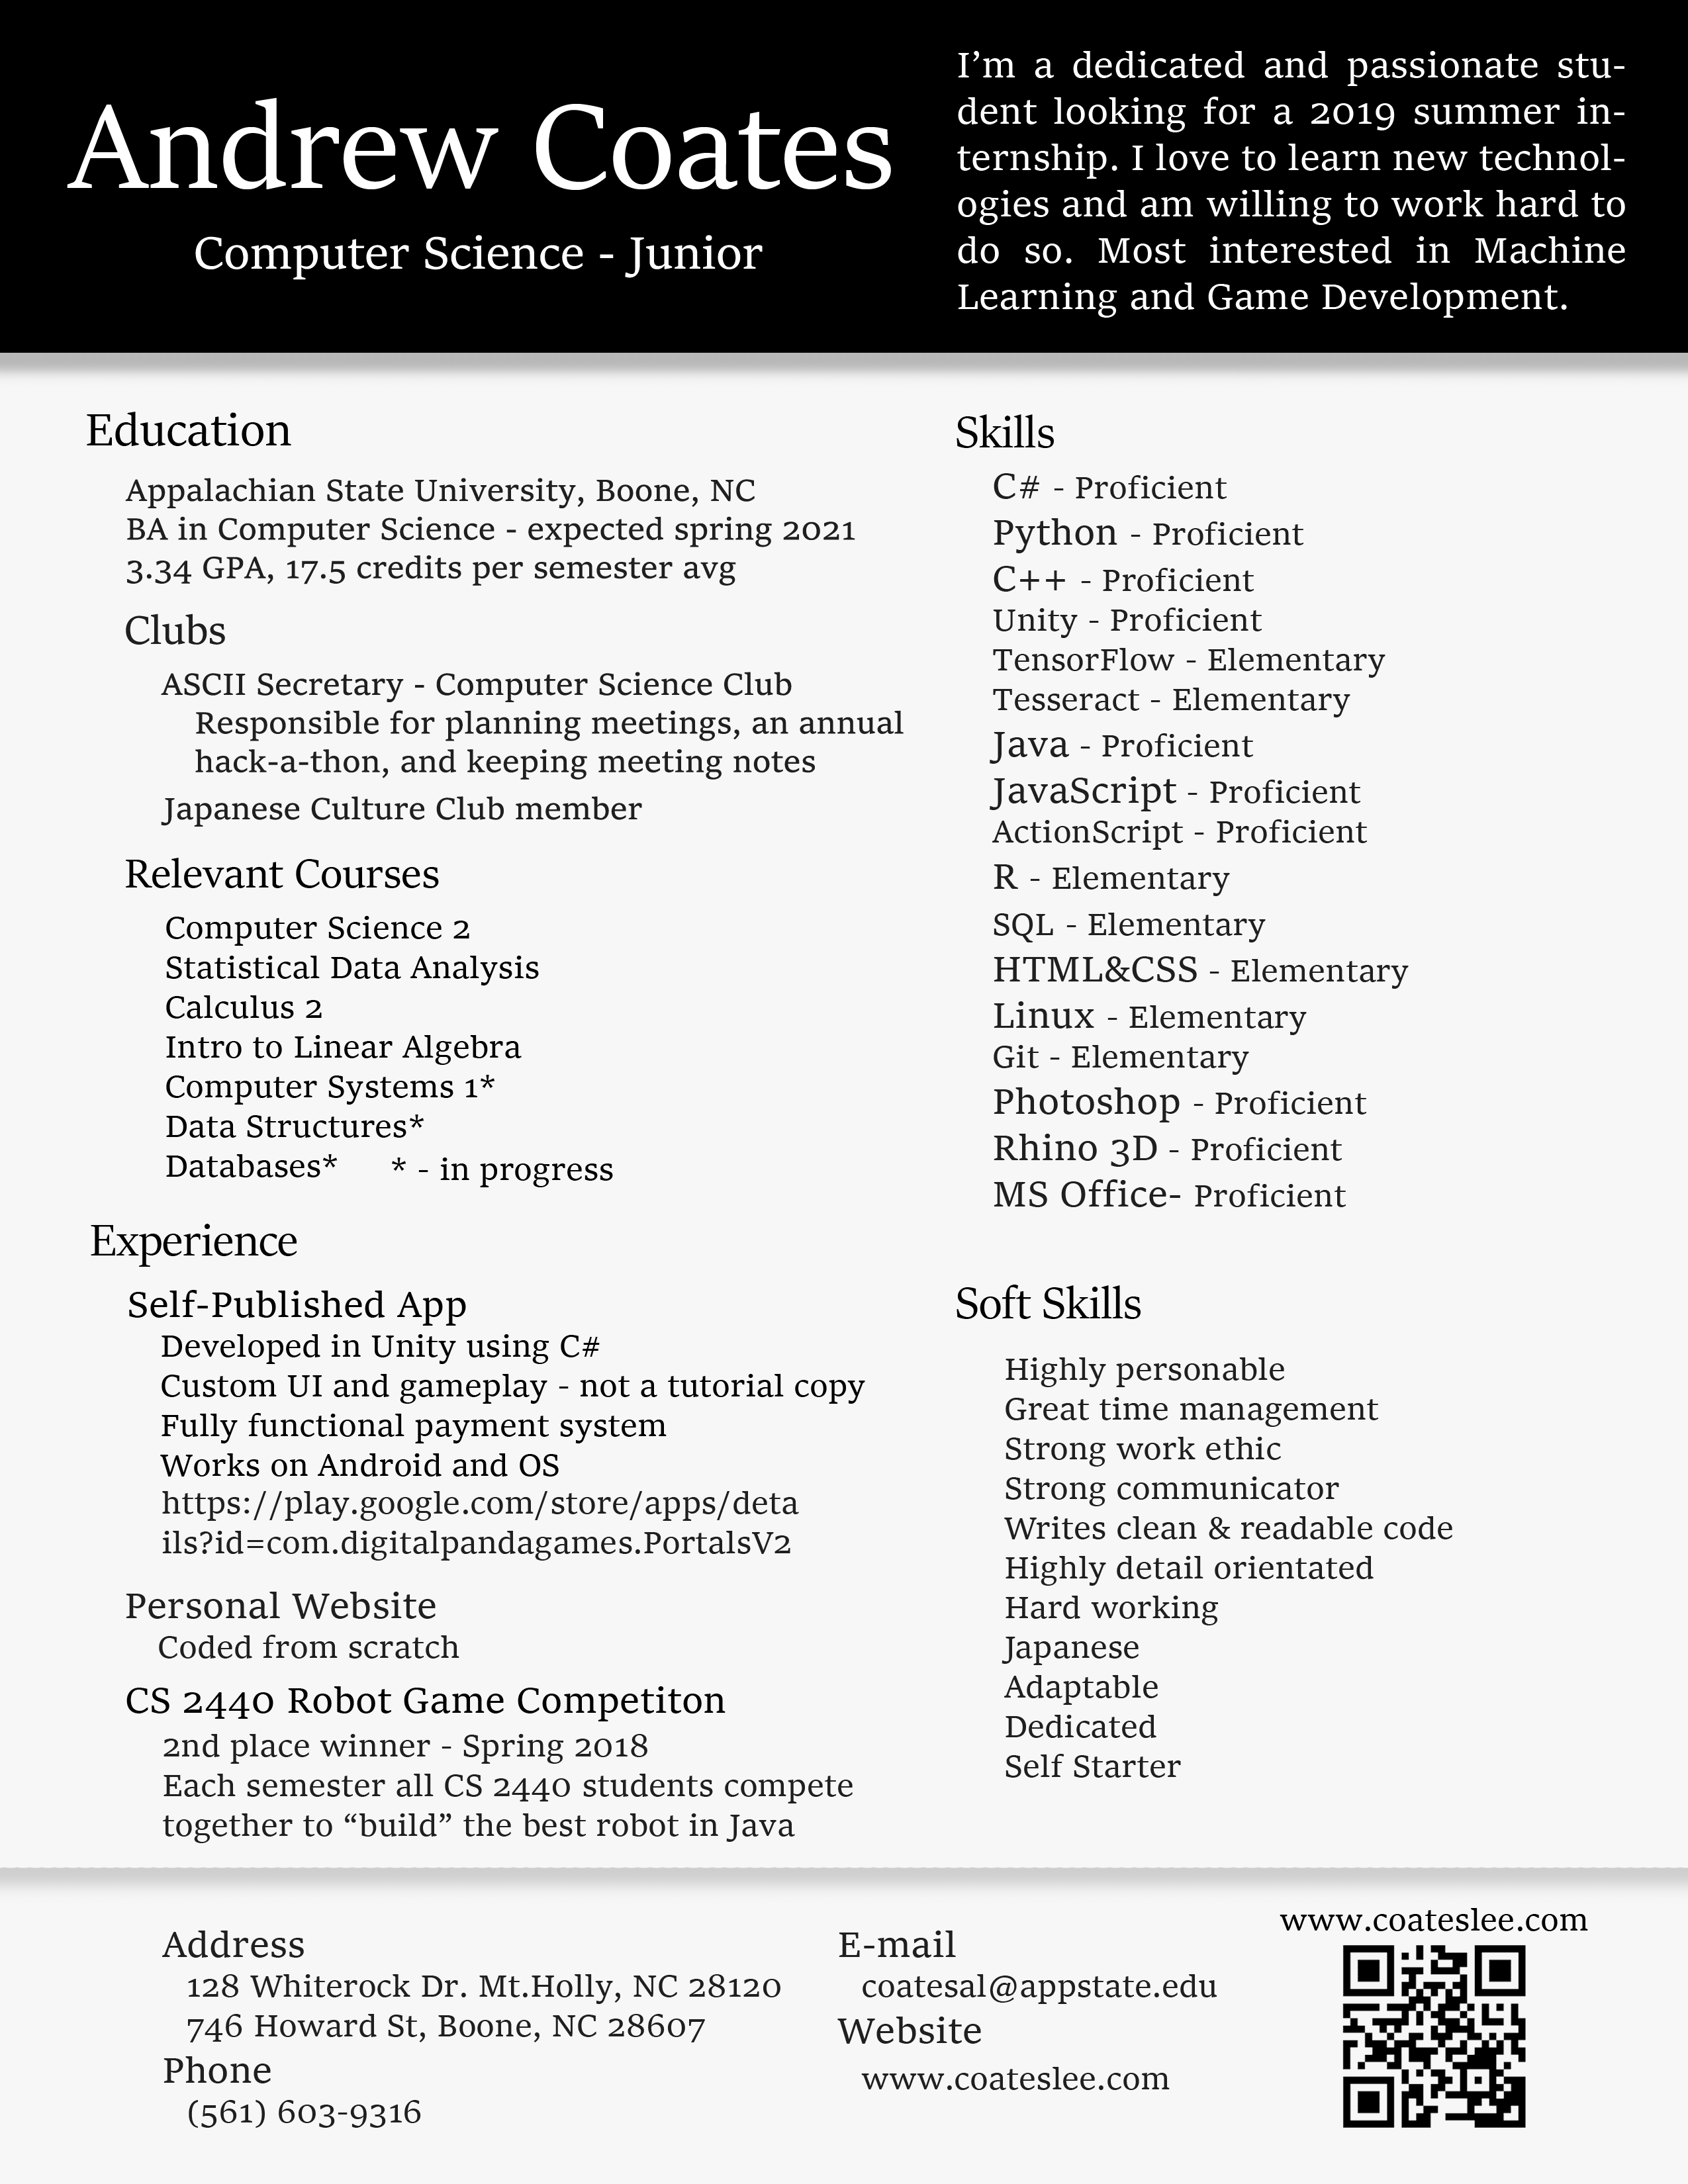 Andrew Coates
Computer Science - Junior
I'm a dedicated and passionate stu-
dent looking for a 2019 summer in-
ternship. I love to learn new technol-
ogies and am willing to work hard to
do so. Most interested in Machine
Learning and Game Development.
Education
Appalachian State University, Boone, NC
BA in Computer Science - expected spring 2021
3.34 GPA, 17.5 credits per semester avg
Clubs
ASCII Secretary - Computer Science Club
Responsible for planning meetings, an annual
hack-a-thon, and keeping meeting notes
Japanese Culture Club member
Relevant Courses
Computer Science 2
Statistical Data Analysis
Calculus 2
Intro to Linear Algebra
Computer Systems 1*
Data Structures*
Databases* * - in progress
Experience
Self-Published App
Developed in Unity using C#
Custom UI and gameplay - not a tutorial copy
Fully functional payment system
Works on Android and OS
https://play.google.com/store/apps/deta
ils?id=com.digitalpandagames.PortalsV2
Personal Website
Coded from scratch
CS 2440 Robot Game Competiton
2nd place winner - Spring 2018
Each semester all CS 2440 students compete
together to “build” the best robot in Java
Skills
C# - Proficient
Python - Proficient
C++ - Proficient
Unity - Proficient
TensorFlow - Elementary
Tesseract - Elementary
Java - Proficient
JavaScript - Proficient
ActionScript - Proficient
R - Elementary
SQL - Elementary
HTML&CSS - Elementary
Linux - Elementary
Git - Elementary
Photoshop - Proficient
Rhino 3D - Proficient
MS Office- Proficient
Soft Skills
Highly personable
Great time management
Strong work ethic
Strong communicator
Writes clean & readable code
Highly detail orientated
Hard working
Japanese
Adaptable
Dedicated
Self Starter
Address
128 Whiterock Dr. Mt.Holly, NC 28120
746 Howard St, Boone, NC 28607
Phone
(561) 603-9316
E-mail
coatesal@appstate.edu
Website
www.coateslee.com
www.coateslee.com